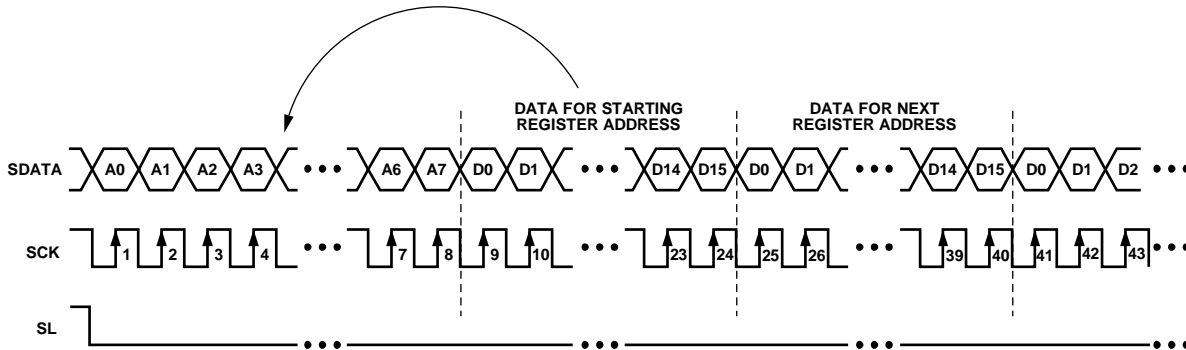 DATA FOR STARTING
REGISTER ADDRESS
DATA FOR NEXT
REGISTER ADDRESS
SDATA A0 A1 A2 A3 ••• A6 A7 D0 D1 ••• D14 D15 D0 D1 ••• D14 D15 D0 D1 D2 •••
SCK 1 2 3 4 ••• 7 8 9 10 ••• 23 24 25 26 ••• 39 40 41 42 43 •••
SL ••• ••• ••• •••